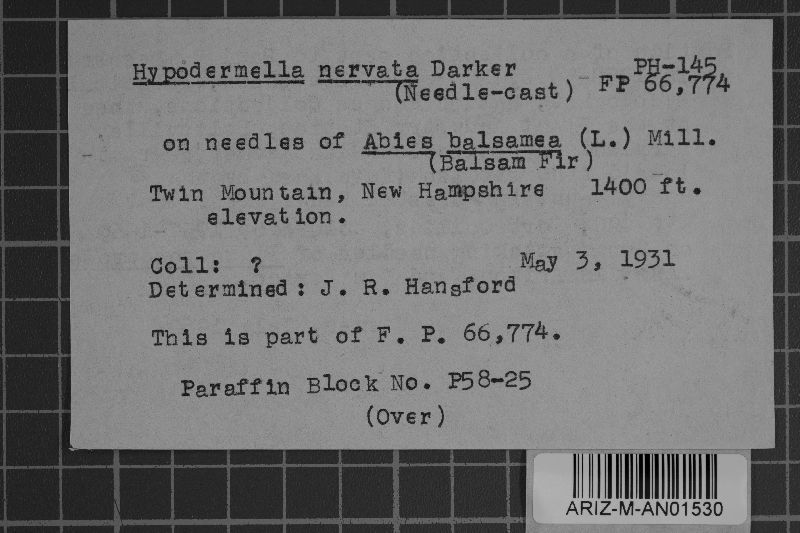 Hypodermella nervata Darker PH-145
(Needle-cast) FP 66,774
on needles of Abies balsamea (L.) Mill.
(Balsam Fir)
Twin Mountain, New Hampshire 1400 ft.
elevation.
Coll: ? May 3, 1931
Determined: J. R. Hansford
This is part of F. P. 66,774.
Paraffin Block No. P58-25
(Over)
ARIZ-M-AN01530